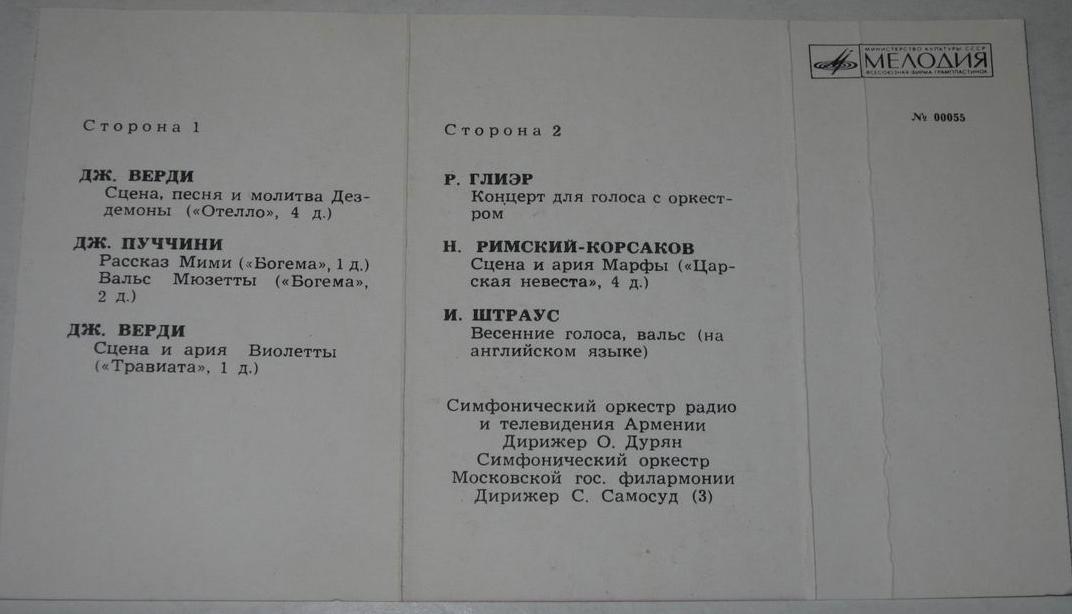 Сторона 1
ДЖ. ВЕРДИ
Сцена, песня и молитва Дез-
демоны («Отелло», 4 д.)
ДЖ. ПУЧЧИНИ
Рассказ Мими («Богема», 1 д.)
Вальс Мюзетты («Богема»,
2 д.)
ДЖ. ВЕРДИ
Сцена и ария Виолетты
(«Травиата», 1 д.)
Сторона 2
Р. ГЛИЭР
Концерт для голоса с оркест-
ром
Н. РИМСКИЙ-КОРСАКОВ
Сцена и ария Марфы («Цар-
ская невеста», 4 д.)
И. ШТРАУС
Весенние голоса, вальс (на
английском языке)
Симфонический оркестр радио
и телевидения Армении
Дирижер О. Дурян
Симфонический оркестр
Московской гос. филармонии
Дирижер С. Самосуд (3)
МИНИСТЕРСТВО КУЛЬТУРЫ СССР
МЕЛОДИЯ
ВСЕСОЮЗНАЯ ФИРМА ГРАМПЛАСТИНОК
№ 00055